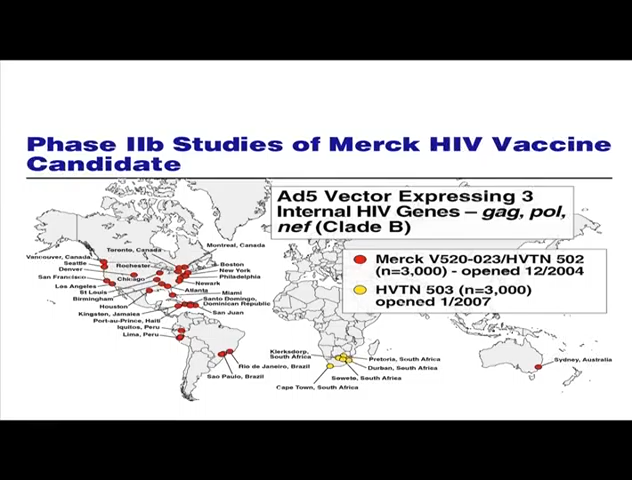 Phase IIb Studies of Merck HIV Vaccine
Candidate
Ad5 Vector Expressing 3
Internal HIV Genes – gag, pol,
nef (Clade B)
Merck V520-023/HVTN 502
(n=3,000) - opened 12/2004
HVTN 503 (n=3,000)
opened 1/2007
Montreal, Canada
Toronto, Canada
Vancouver, Canada
Seattle
Rochester
Boston
Denver
New York
San Francisco
Chicago
Philadelphia
Los Angeles
St Louis
Newark
Birmingham
Atlanta
Miami
Houston
Santo Domingo,
Dominican Republic
Kingsten, Jamaica
San Juan
Port-au-Prince, Haiti
Iquitos, Peru
Lima, Peru
Rio de Janeiro, Brazil
Sao Paulo, Brazil
Klerksdorp,
South Africa
Pretoria, South Africa
Durban, South Africa
Soweto, South Africa
Cape Town, South Africa
Sydney, Australia